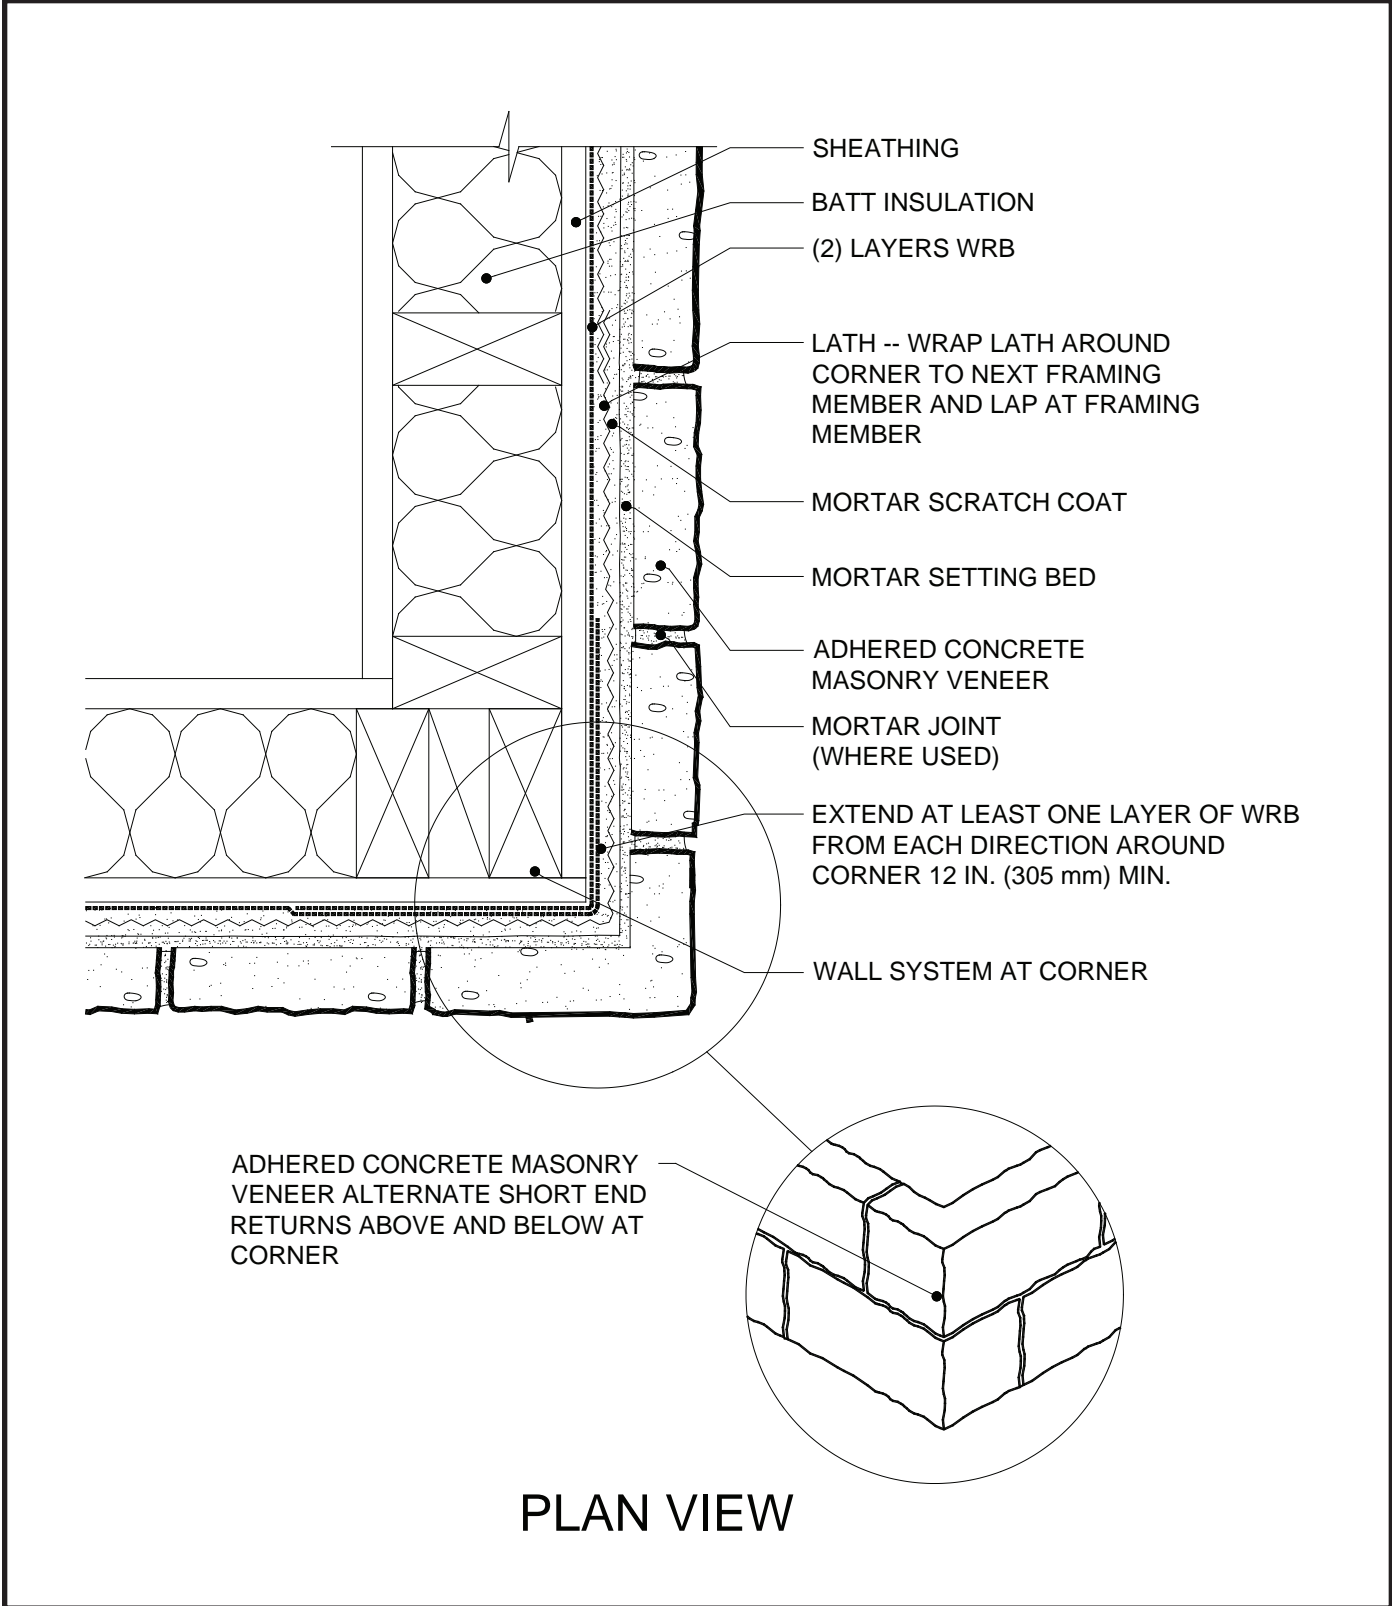 SHEATHING
BATT INSULATION
(2) LAYERS WRB
LATH -- WRAP LATH AROUND
CORNER TO NEXT FRAMING
MEMBER AND LAP AT FRAMING
MEMBER
MORTAR SCRATCH COAT
MORTAR SETTING BED
ADHERED CONCRETE
MASONRY VENEER
MORTAR JOINT
(WHERE USED)
EXTEND AT LEAST ONE LAYER OF WRB
FROM EACH DIRECTION AROUND
CORNER 12 IN. (305 mm) MIN.
WALL SYSTEM AT CORNER
ADHERED CONCRETE MASONRY
VENEER ALTERNATE SHORT END
RETURNS ABOVE AND BELOW AT
CORNER
PLAN VIEW